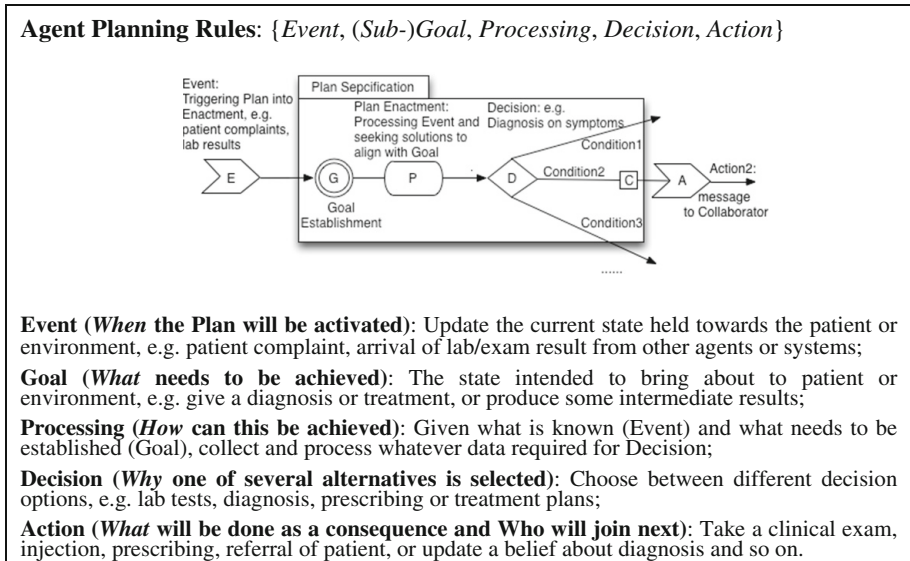 Agent Planning Rules: {Event, (Sub-)Goal, Processing, Decision, Action}
Event:
Triggering Plan into
Enactment, e.g.
patient complaints,
lab results
E
Plan Sepcification
Plan Enactment:
Processing Event and
seeking solutions to
align with Goal
Decision: e.g.
Diagnosis on symptoms
G
Goal
Establishment
P
D
Condition1
Condition2
C
Condition3
A
Action2:
message
to Collaborator
......
Event (When the Plan will be activated): Update the current state held towards the patient or
environment, e.g. patient complaint, arrival of lab/exam result from other agents or systems;
Goal (What needs to be achieved): The state intended to bring about to patient or
environment, e.g. give a diagnosis or treatment, or produce some intermediate results;
Processing (How can this be achieved): Given what is known (Event) and what needs to be
established (Goal), collect and process whatever data required for Decision;
Decision (Why one of several alternatives is selected): Choose between different decision
options, e.g. lab tests, diagnosis, prescribing or treatment plans;
Action (What will be done as a consequence and Who will join next): Take a clinical exam,
injection, prescribing, referral of patient, or update a belief about diagnosis and so on.